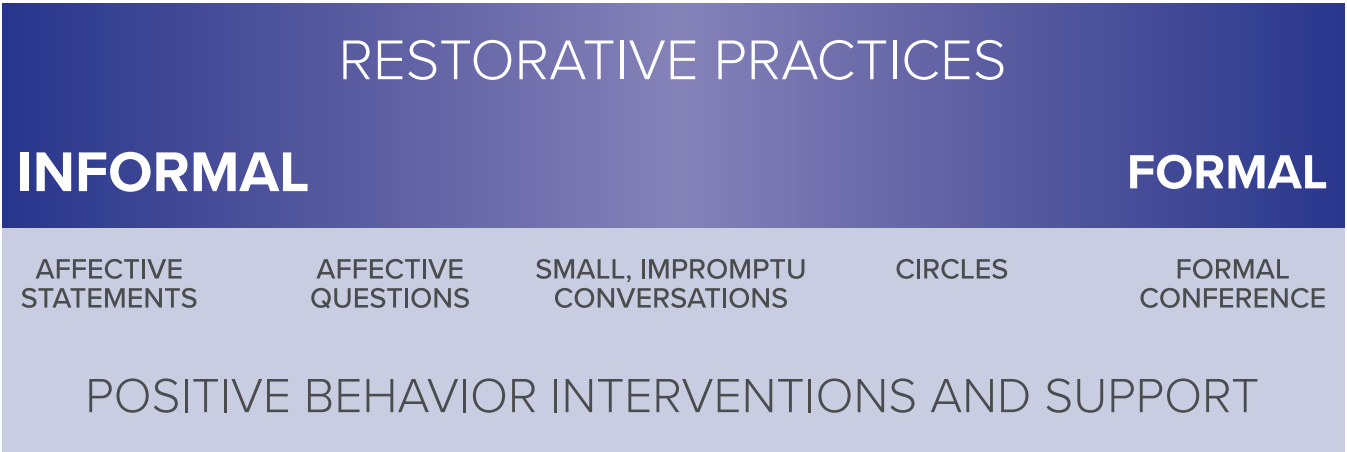 RESTORATIVE PRACTICES
INFORMAL
FORMAL
AFFECTIVE
STATEMENTS
AFFECTIVE
QUESTIONS
SMALL, IMPROMPTU
CONVERSATIONS
CIRCLES
FORMAL
CONFERENCE
POSITIVE BEHAVIOR INTERVENTIONS AND SUPPORT